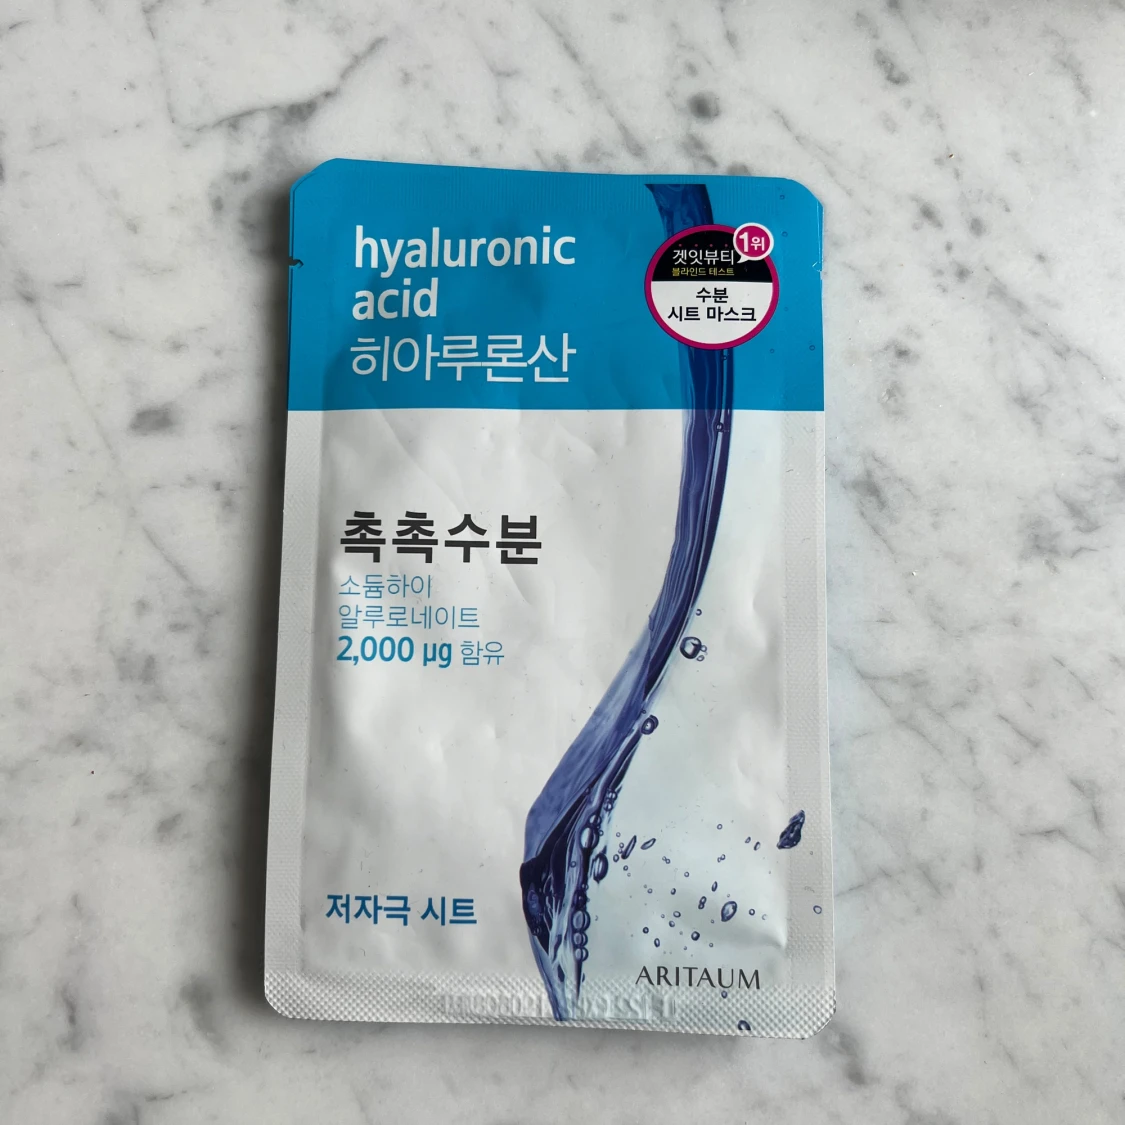 hyaluronic
acid
히아루론산
1위
겟잇뷰티
블라인드 테스트
수분
시트 마스크
촉촉수분
소듐하이
알루로네이트
2,000 μg 함유
저자극 시트
ARITAUM